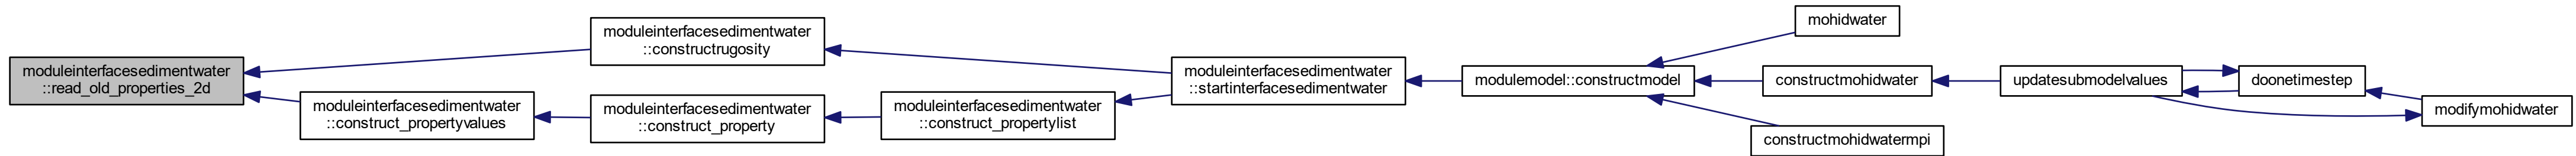 moduleinterfacesedimentwater
::read_old_properties_2d
moduleinterfacesedimentwater
::constructrugosity
moduleinterfacesedimentwater
::construct_propertyvalues
moduleinterfacesedimentwater
::construct_property
moduleinterfacesedimentwater
::construct_propertylist
moduleinterfacesedimentwater
::startinterfacesedimentwater
modulemodel::constructmodel
mohidwater
constructmohidwater
constructmohidwatermpi
updatesubmodelvalues
doonetimestep
modifymohidwater